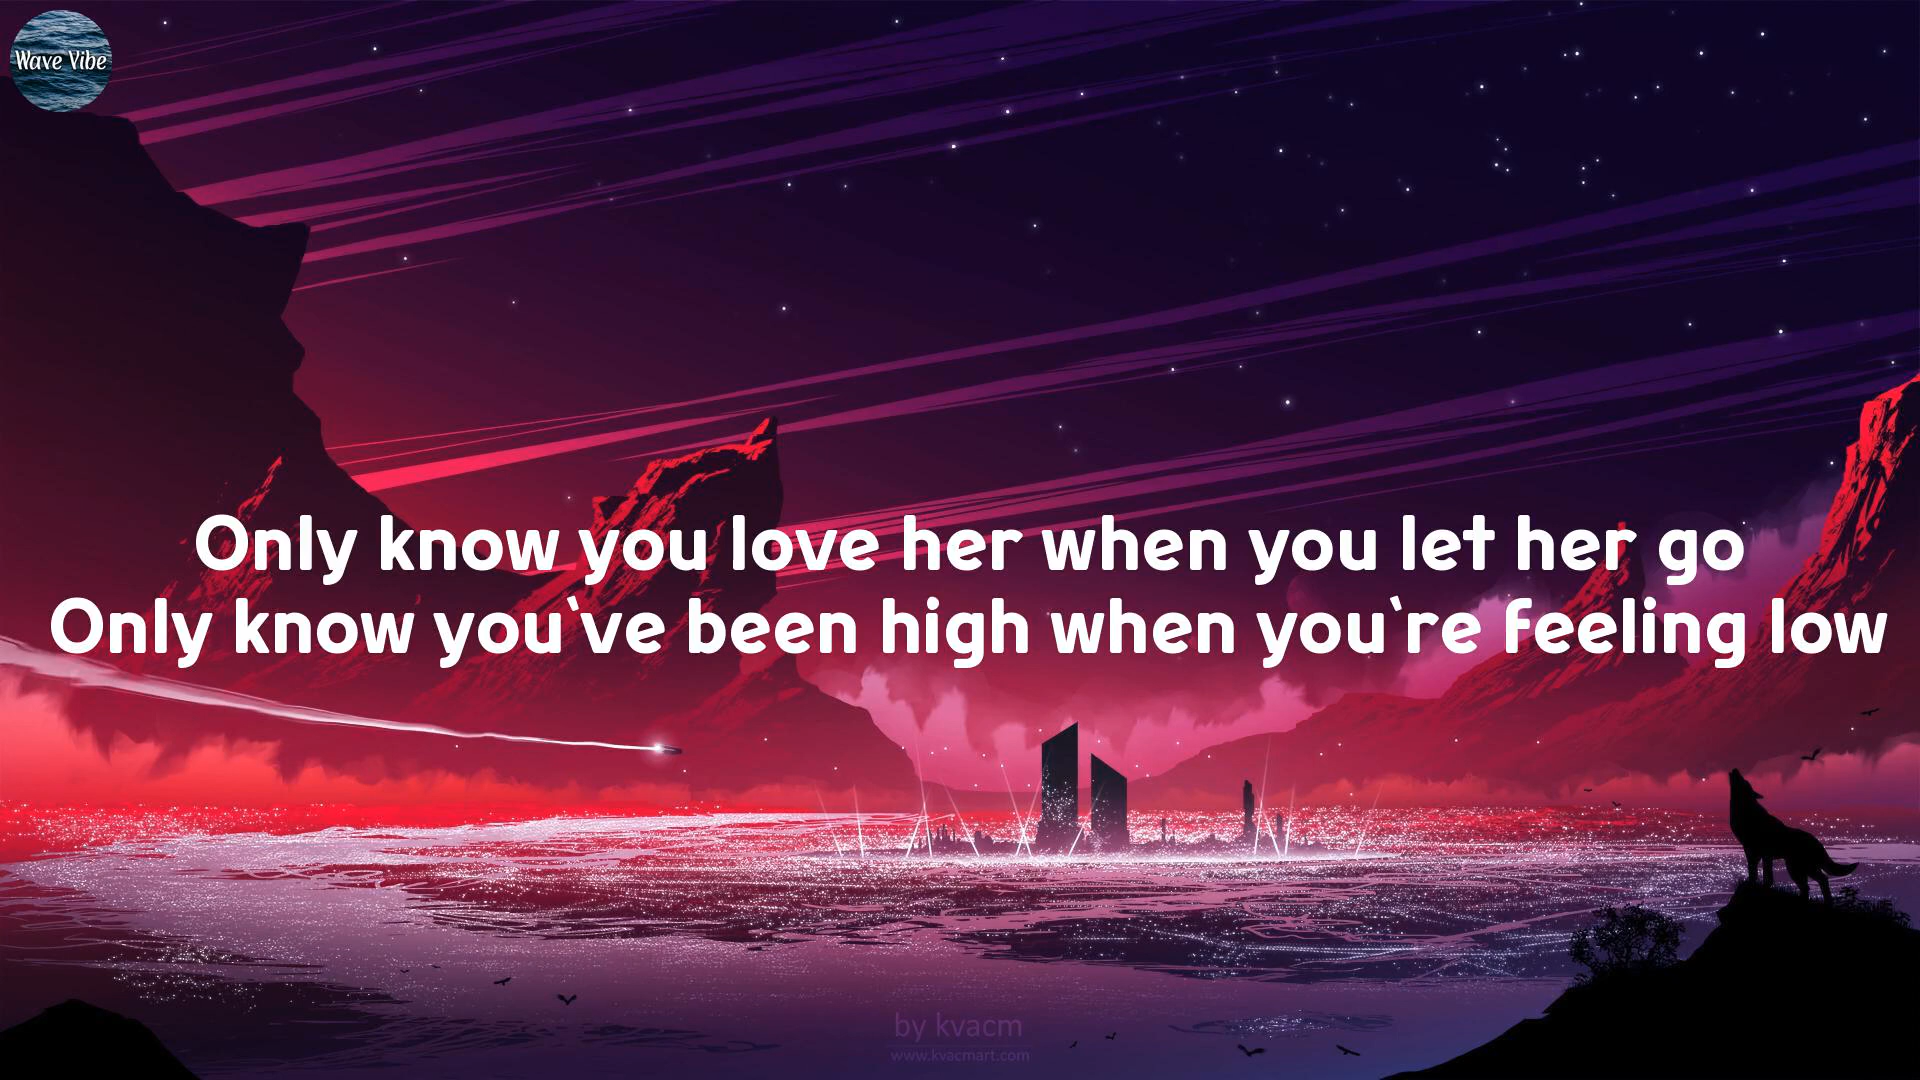 Wave Vibe
Only know you love her when you let her go
Only know you`ve been high when you`re feeling low
by kvacm
www.kvacmart.com